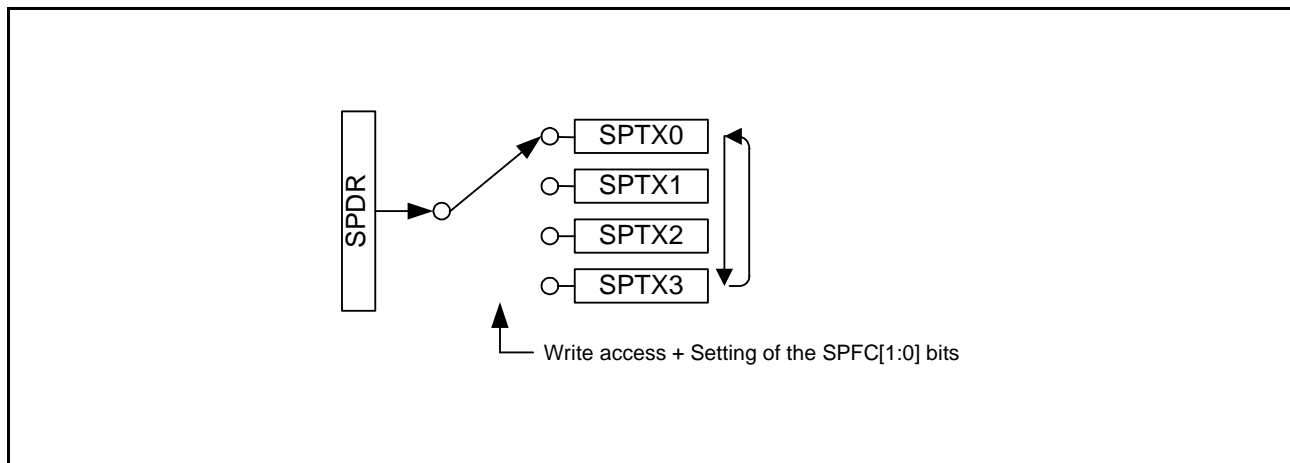 SPDR
SPTX0
SPTX1
SPTX2
SPTX3
Write access + Setting of the SPFC[1:0] bits